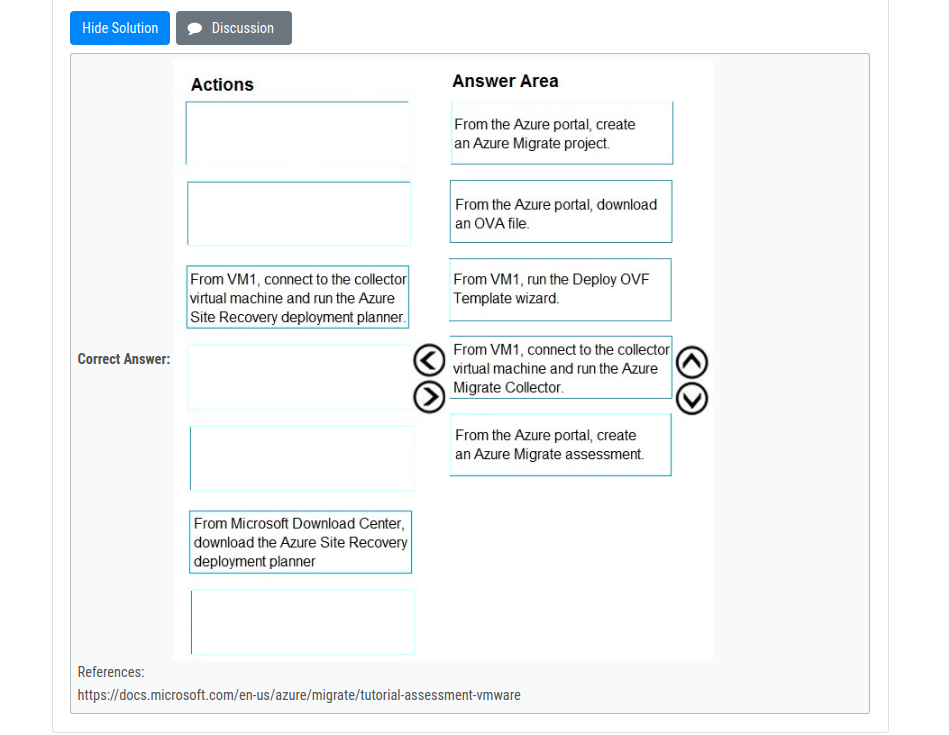 Hide Solution
Discussion
Actions
Answer Area
From the Azure portal, create
an Azure Migrate project.
From the Azure portal, download
an OVA file.
From VM1, connect to the collector
virtual machine and run the Azure
Site Recovery deployment planner.
From VM1, run the Deploy OVF
Template wizard.
Correct Answer:
From VM1, connect to the collector
virtual machine and run the Azure
Migrate Collector.
From the Azure portal, create
an Azure Migrate assessment.
From Microsoft Download Center,
download the Azure Site Recovery
deployment planner
References:
https://docs.microsoft.com/en-us/azure/migrate/tutorial-assessment-vmware